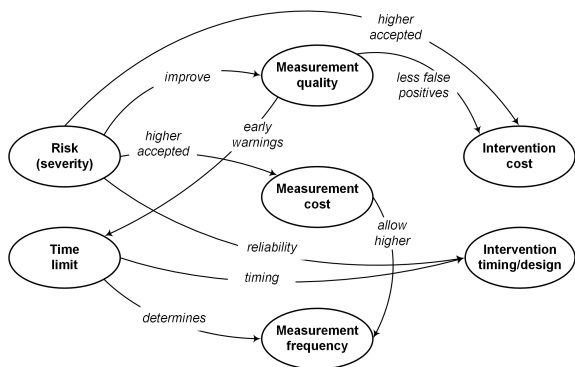 higher
accepted
Measurement
quality
improve
less false
positives
early
warnings
higher
accepted
Risk
(severity)
Intervention
cost
Measurement
cost
allow
higher
reliability
Time
limit
timing
Intervention
timing/design
determines
Measurement
frequency